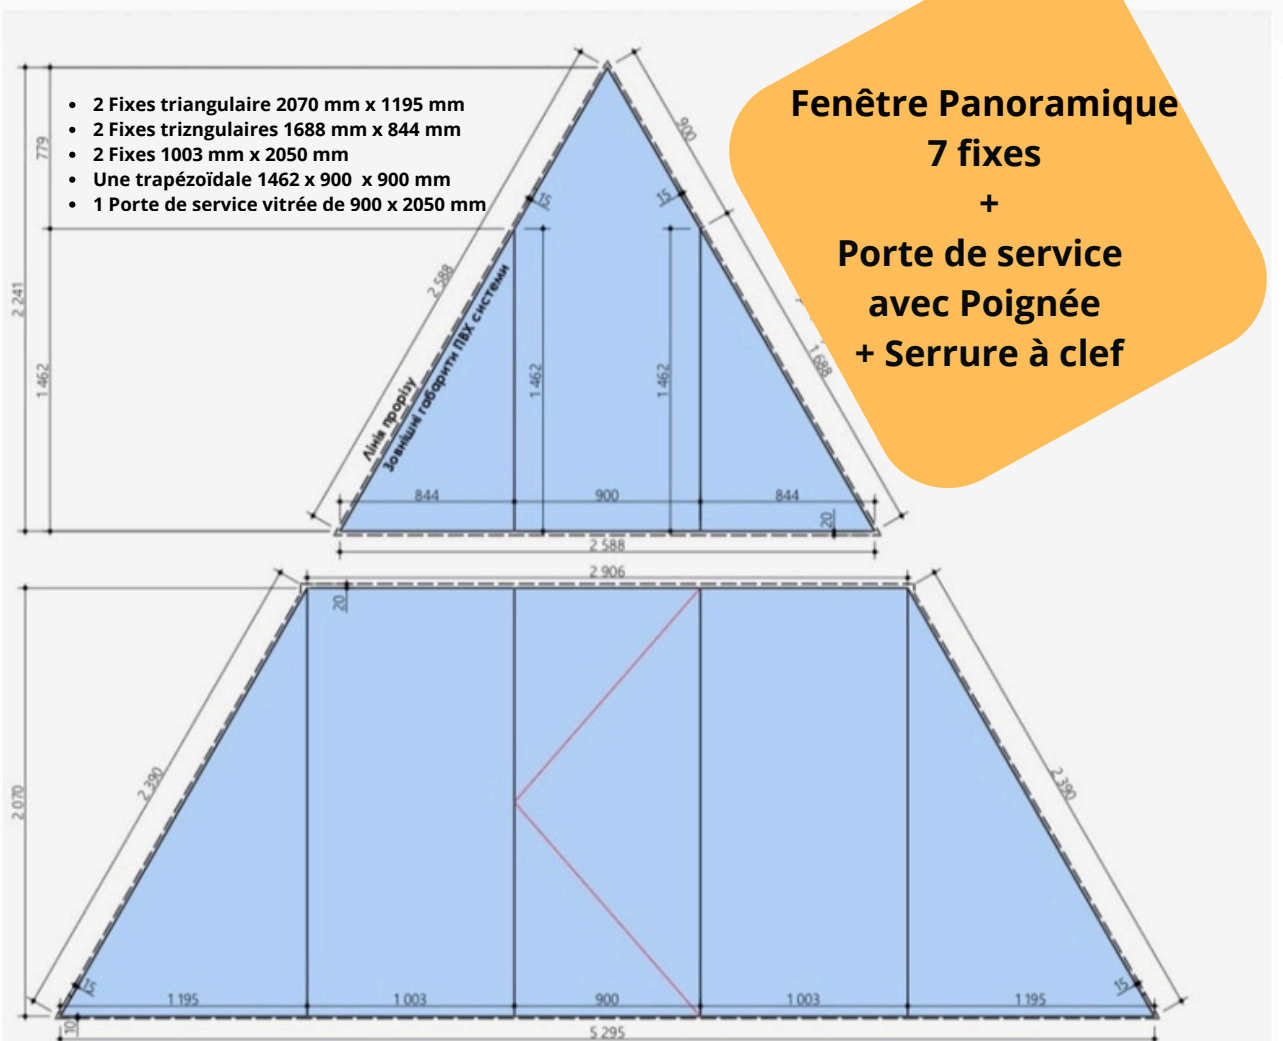 • 2 Fixes triangulaire 2070 mm x 1195 mm
• 2 Fixes trizngulaires 1688 mm x 844 mm
• 2 Fixes 1003 mm x 2050 mm
• Une trapézoïdale 1462 x 900 x 900 mm
• 1 Porte de service vitrée de 900 x 2050 mm
Fenêtre Panoramique
7 fixes
+
Porte de service
avec Poignée
+ Serrure à clef
779
900
15
15
2 588
2 241
1 462
1 462
1 462
1 688
Лінія прорізу
Зовнішні габарити ПВХ системи
844
900
844
20
2 588
2 906
20
2 390
2 390
2 070
15
15
1 195
1 003
900
1 003
1 195
10
5 295